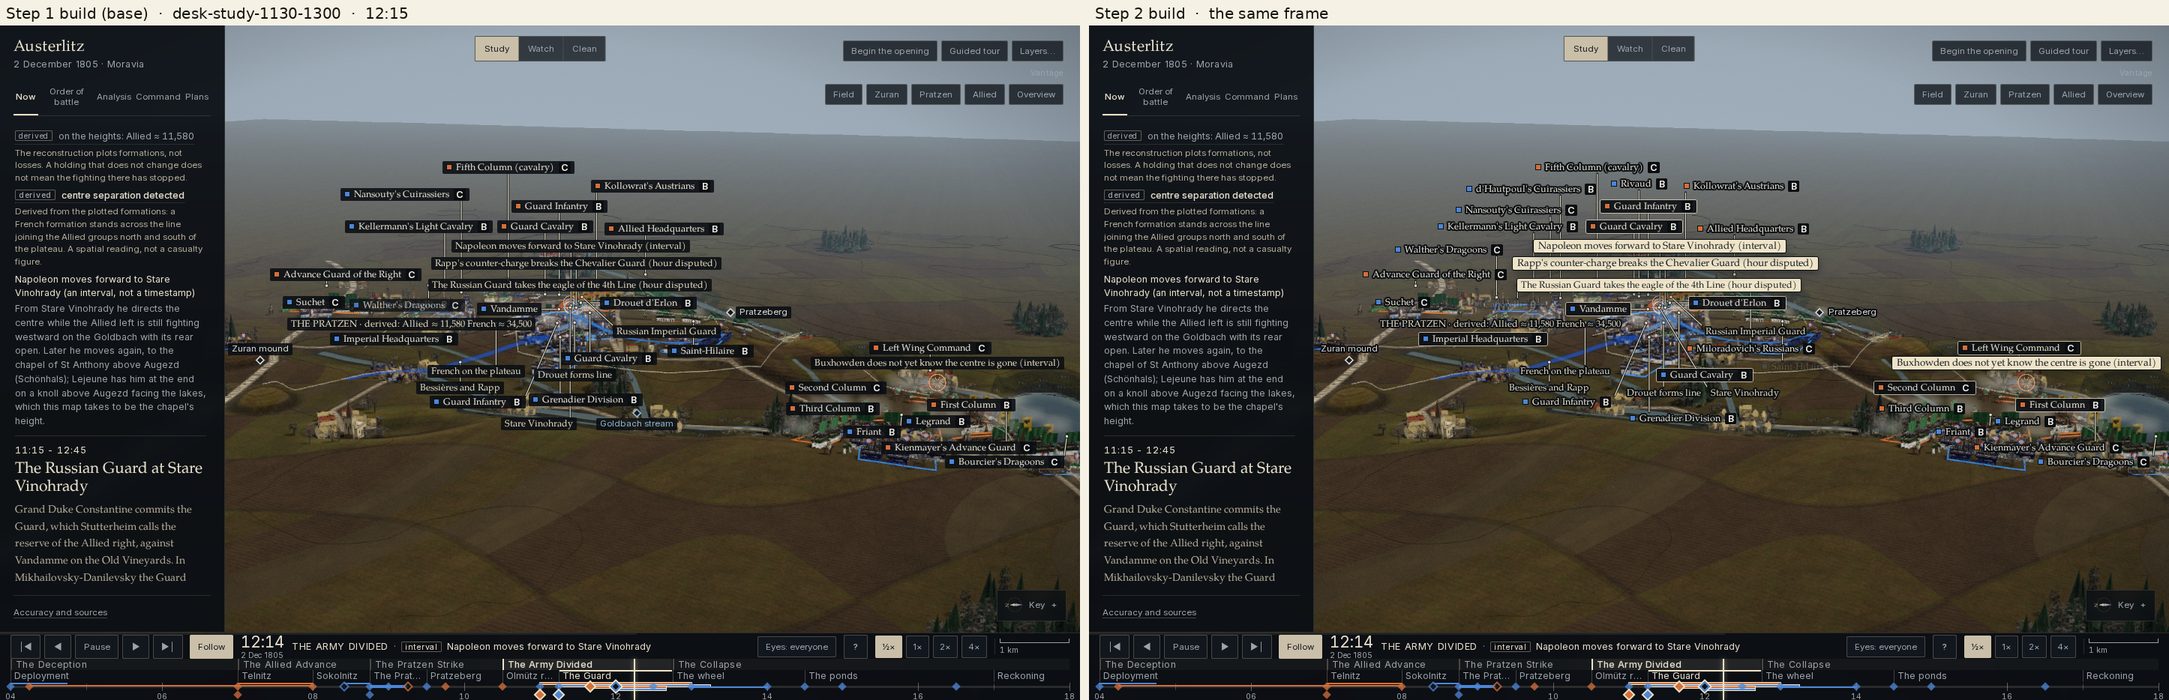 Step 1 build (base) · desk-study-1130-1300 · 12:15
Austerlitz
2 December 1805 · Moravia
Study Watch Clean
Begin the opening Guided tour Layers...
Vantage
Field Zuran Pratzen Allied Overview
Now Order of battle Analysis Command Plans
derived on the heights: Allied ≈ 11,580
The reconstruction plots formations, not
losses. A holding that does not change does
not mean the fighting there has stopped.
derived centre separation detected
Derived from the plotted formations: a
French formation stands across the line
joining the Allied groups north and south of
the plateau. A spatial reading, not a casualty
figure.
Napoleon moves forward to Stare
Vinohrady (an interval, not a timestamp)
From Stare Vinohrady he directs the
centre while the Allied left is still fighting
westward on the Goldbach with its rear
open. Later he moves again, to the
chapel of St Anthony above Augezd
(Schönhals); Lejeune has him at the end
on a knoll above Augezd facing the lakes,
which this map takes to be the chapel's
height.
11:15 - 12:45
The Russian Guard at Stare
Vinohrady
Grand Duke Constantine commits the
Guard, which Stutterheim calls the
reserve of the Allied right, against
Vandamme on the Old Vineyards. In
Mikhailovsky-Danilevsky the Guard
Accuracy and sources
Fifth Column (cavalry) C
Nansouty's Cuirassiers C
Kollowrat's Austrians B
Guard Infantry B
Kellermann's Light Cavalry B
Guard Cavalry B
Allied Headquarters B
Napoleon moves forward to Stare Vinohrady (interval)
Rapp's counter-charge breaks the Chevalier Guard (hour disputed)
Advance Guard of the Right C
The Russian Guard takes the eagle of the 4th Line (hour disputed)
Suchet C
Walther's Dragoons C
Vandamme
Drouet d'Erlon B
Pratzeberg
THE PRATZEN · derived: Allied ≈ 11,580 French ≈ 34,500
Russian Imperial Guard
Imperial Headquarters B
Zuran mound
Saint-Hilaire B
Left Wing Command C
Guard Cavalry B
Buxhowden does not yet know the centre is gone (interval)
French on the plateau
Drouet forms line
Bessières and Rapp
Second Column C
Guard Infantry B
Grenadier Division B
Third Column B
First Column B
Stare Vinohrady
Goldbach stream
Legrand B
Friant B
Kienmayer's Advance Guard C
Bourcier's Dragoons C
Key +
Pause Follow
12:14
2 Dec 1805
THE ARMY DIVIDED · interval Napoleon moves forward to Stare Vinohrady
Eyes: everyone ? ½× 1× 2× 4×
1 km
The Deception The Allied Advance The Pratzen Strike The Army Divided The Collapse
Deployment Telnitz Sokolnitz The Prat... Pratzeberg Olmütz r... The Guard The wheel The ponds Reckoning
04 06 08 10 12 14 16 18
Step 2 build · the same frame
Austerlitz
2 December 1805 · Moravia
Study Watch Clean
Begin the opening Guided tour Layers...
Vantage
Field Zuran Pratzen Allied Overview
Now Order of battle Analysis Command Plans
derived on the heights: Allied ≈ 11,580
The reconstruction plots formations, not
losses. A holding that does not change does
not mean the fighting there has stopped.
derived centre separation detected
Derived from the plotted formations: a
French formation stands across the line
joining the Allied groups north and south of
the plateau. A spatial reading, not a casualty
figure.
Napoleon moves forward to Stare
Vinohrady (an interval, not a timestamp)
From Stare Vinohrady he directs the
centre while the Allied left is still fighting
westward on the Goldbach with its rear
open. Later he moves again, to the
chapel of St Anthony above Augezd
(Schönhals); Lejeune has him at the end
on a knoll above Augezd facing the lakes,
which this map takes to be the chapel's
height.
11:15 - 12:45
The Russian Guard at Stare
Vinohrady
Grand Duke Constantine commits the
Guard, which Stutterheim calls the
reserve of the Allied right, against
Vandamme on the Old Vineyards. In
Mikhailovsky-Danilevsky the Guard
Accuracy and sources
Fifth Column (cavalry) C
d'Hautpoul's Cuirassiers B
Rivaud B
Kollowrat's Austrians B
Nansouty's Cuirassiers C
Guard Infantry B
Kellermann's Light Cavalry B
Guard Cavalry B
Allied Headquarters B
Walther's Dragoons C
Napoleon moves forward to Stare Vinohrady (interval)
Rapp's counter-charge breaks the Chevalier Guard (hour disputed)
Advance Guard of the Right C
The Russian Guard takes the eagle of the 4th Line (hour disputed)
Suchet C
Vandamme
Drouet d'Erlon B
Pratzeberg
THE PRATZEN · derived: Allied ≈ 11,580 French ≈ 34,500
Russian Imperial Guard
Imperial Headquarters B
Zuran mound
Miloradovich's Russians C
Left Wing Command C
Saint-Hilaire B
Buxhowden does not yet know the centre is gone (interval)
French on the plateau
Guard Cavalry B
Bessières and Rapp
Drouet forms line
Stare Vinohrady
Second Column C
Guard Infantry B
Third Column B
First Column B
Grenadier Division B
Legrand B
Friant B
Kienmayer's Advance Guard C
Bourcier's Dragoons C
Key +
Pause Follow
12:14
2 Dec 1805
THE ARMY DIVIDED · interval Napoleon moves forward to Stare Vinohrady
Eyes: everyone ? ½× 1× 2× 4×
1 km
The Deception The Allied Advance The Pratzen Strike The Army Divided The Collapse
Deployment Telnitz Sokolnitz The Prat... Pratzeberg Olmütz r... The Guard The wheel The ponds Reckoning
04 06 08 10 12 14 16 18